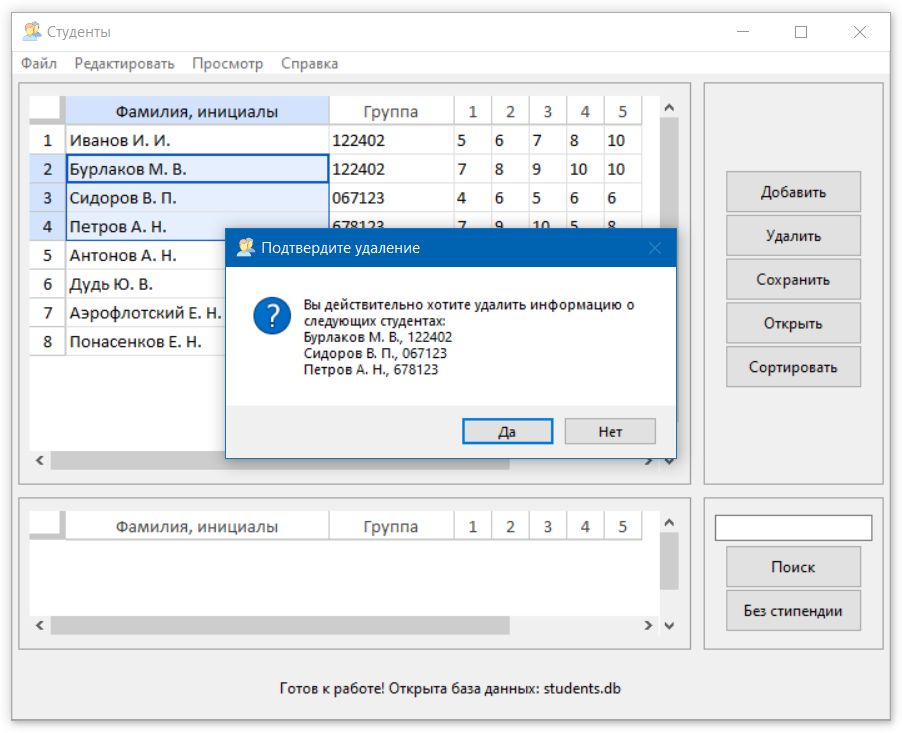 Студенты
Файл Редактировать Просмотр Справка
Фамилия, инициалы Группа 1 2 3 4 5
1 Иванов И. И. 122402 5 6 7 8 10
2 Бурлаков М. В. 122402 7 8 9 10 10
3 Сидоров В. П. 067123 4 6 5 6 6
4 Петров А. Н. 678123 7 9 10 5 8
5 Антонов А. Н.
6 Дудь Ю. В.
7 Аэрофлотский Е. Н.
8 Понасенков Е. Н.
Подтвердите удаление
Вы действительно хотите удалить информацию о
следующих студентах:
Бурлаков М. В., 122402
Сидоров В. П., 067123
Петров А. Н., 678123
Да Нет
Добавить
Удалить
Сохранить
Открыть
Сортировать
Фамилия, инициалы Группа 1 2 3 4 5
Поиск
Без стипендии
Готов к работе! Открыта база данных: students.db